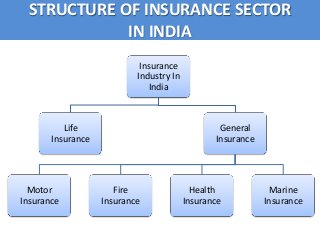 STRUCTURE OF INSURANCE SECTOR
IN INDIA
Insurance
Industry In
India
Life
Insurance
General
Insurance
Motor
Insurance
Fire
Insurance
Health
Insurance
Marine
Insurance